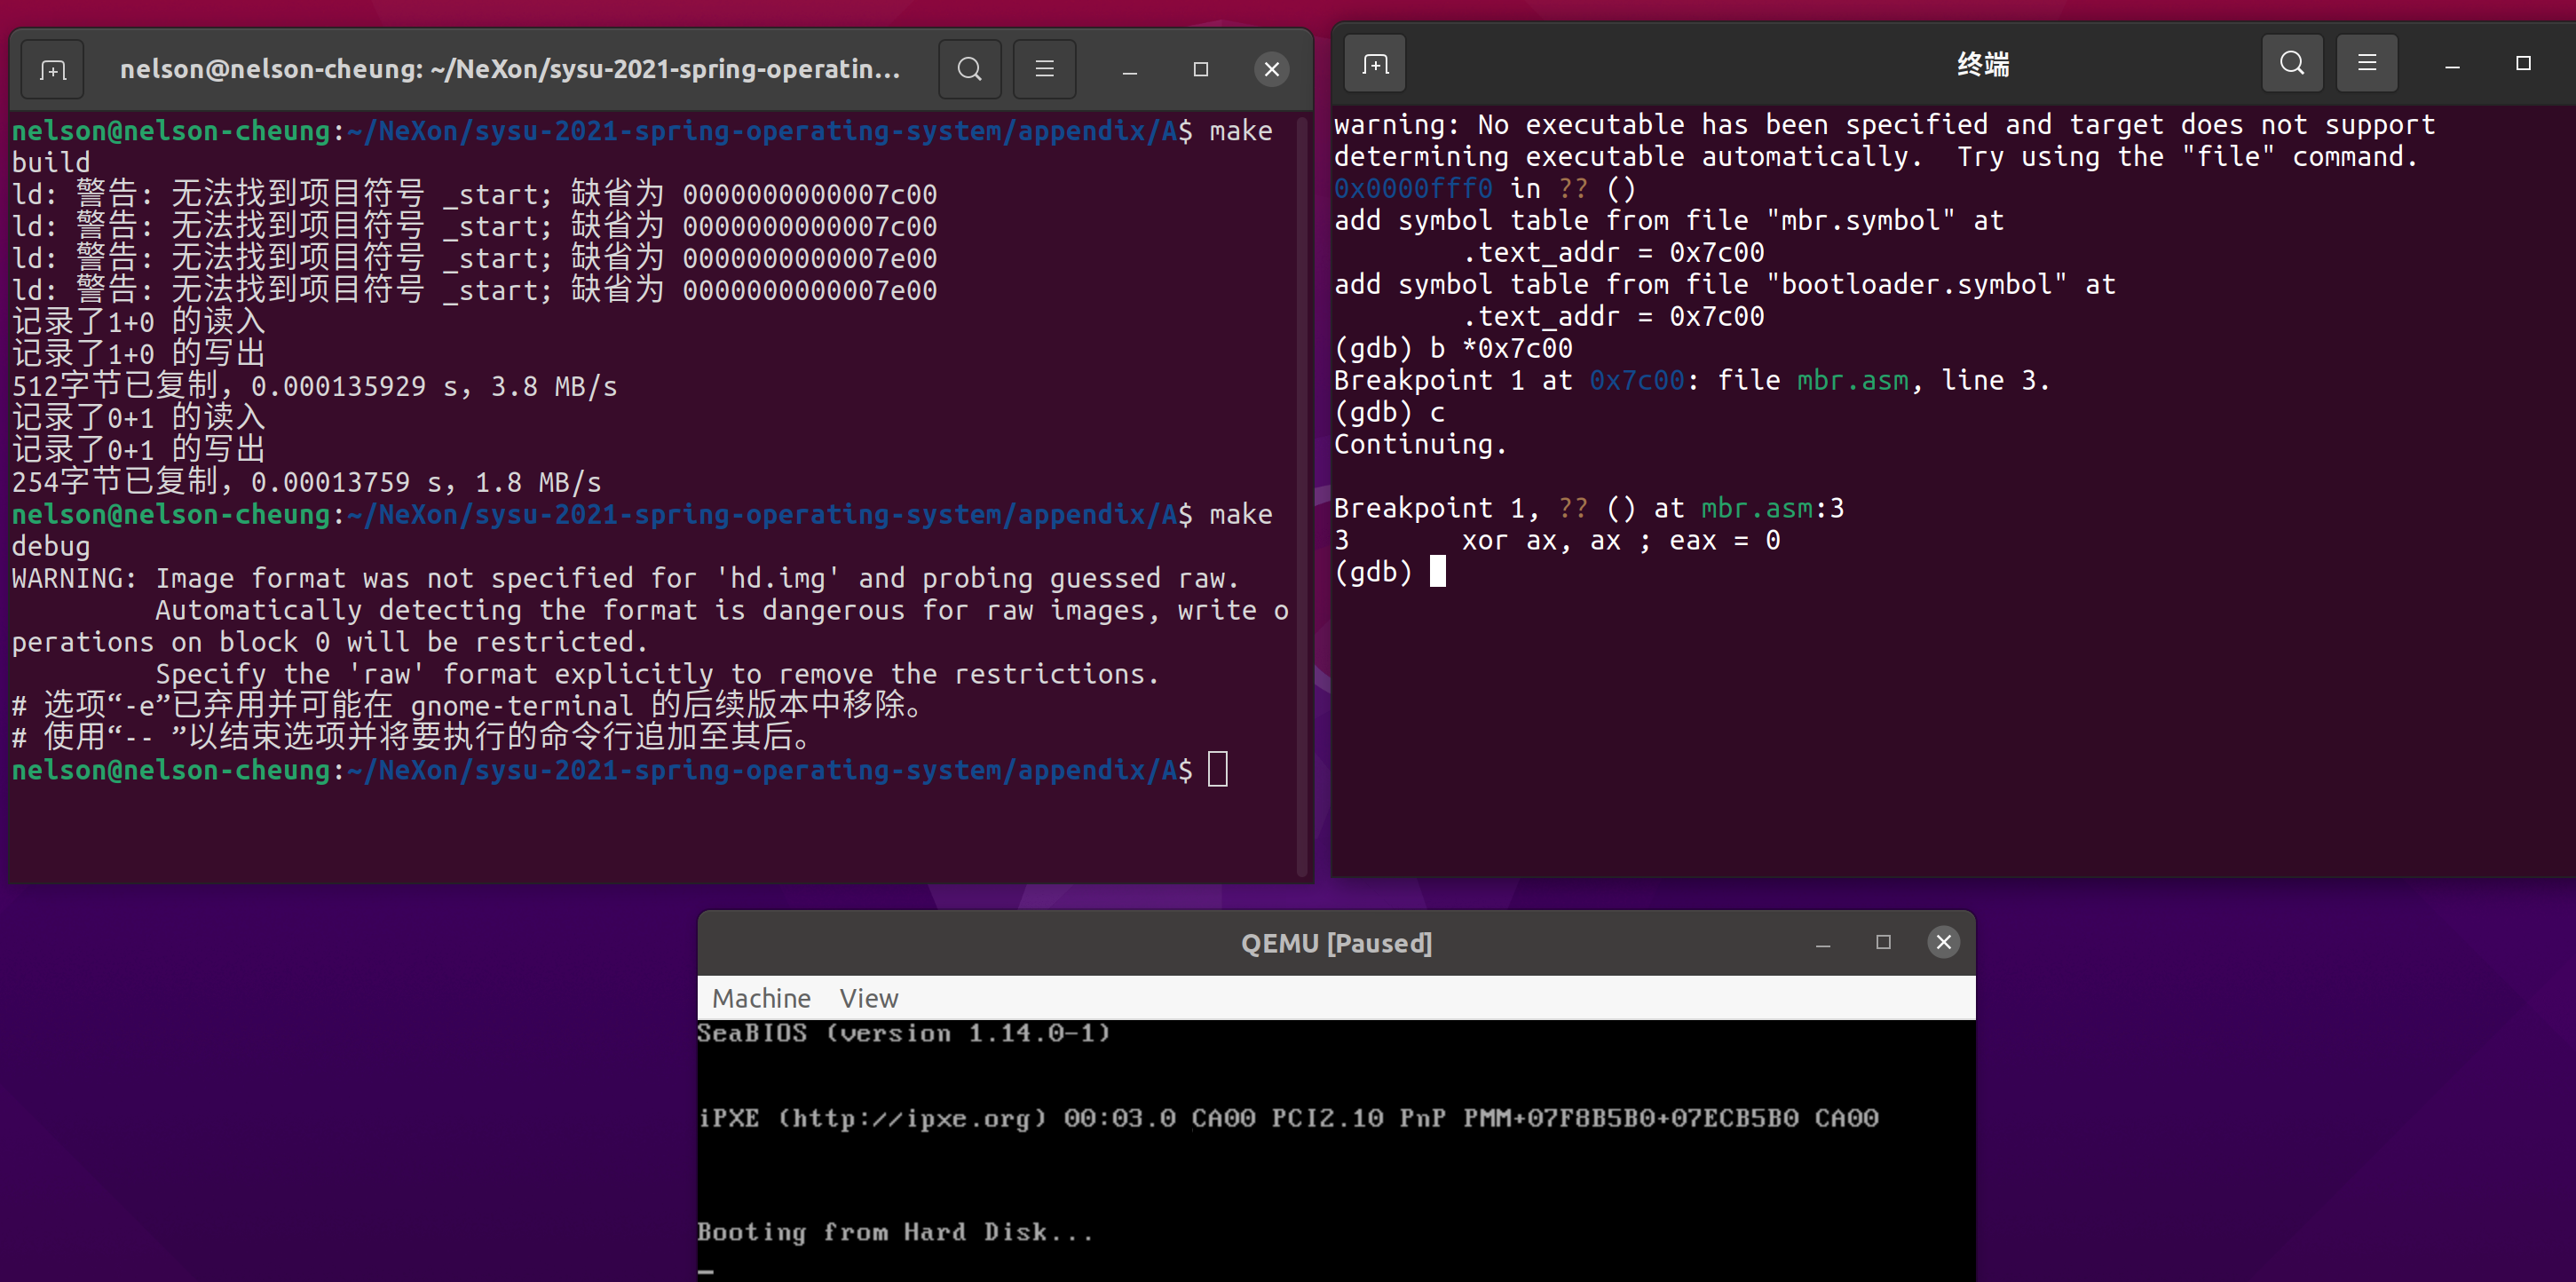 nelson@nelson-cheung: ~/NeXon/sysu-2021-spring-operatin...
nelson@nelson-cheung:~/NeXon/sysu-2021-spring-operating-system/appendix/A$ make
build
ld: 警告: 无法找到项目符号 _start; 缺省为 0000000000007c00
ld: 警告: 无法找到项目符号 _start; 缺省为 0000000000007c00
ld: 警告: 无法找到项目符号 _start; 缺省为 0000000000007e00
ld: 警告: 无法找到项目符号 _start; 缺省为 0000000000007e00
记录了1+0 的读入
记录了1+0 的写出
512字节已复制，0.000135929 s，3.8 MB/s
记录了0+1 的读入
记录了0+1 的写出
254字节已复制，0.00013759 s，1.8 MB/s
nelson@nelson-cheung:~/NeXon/sysu-2021-spring-operating-system/appendix/A$ make
debug
WARNING: Image format was not specified for 'hd.img' and probing guessed raw.
         Automatically detecting the format is dangerous for raw images, write o
perations on block 0 will be restricted.
         Specify the 'raw' format explicitly to remove the restrictions.
# 选项“-e”已弃用并可能在 gnome-terminal 的后续版本中移除。
# 使用“-- ”以结束选项并将要执行的命令行追加至其后。
nelson@nelson-cheung:~/NeXon/sysu-2021-spring-operating-system/appendix/A$
终端
warning: No executable has been specified and target does not support
determining executable automatically.  Try using the "file" command.
0x0000fff0 in ?? ()
add symbol table from file "mbr.symbol" at
        .text_addr = 0x7c00
add symbol table from file "bootloader.symbol" at
        .text_addr = 0x7c00
(gdb) b *0x7c00
Breakpoint 1 at 0x7c00: file mbr.asm, line 3.
(gdb) c
Continuing.
Breakpoint 1, ?? () at mbr.asm:3
3       xor ax, ax ; eax = 0
(gdb)
QEMU [Paused]
Machine View
SeaBIOS (version 1.14.0-1)
iPXE (http://ipxe.org) 00:03.0 CA00 PCI2.10 PnP PMM+07F8B5B0+07ECB5B0 CA00
Booting from Hard Disk...